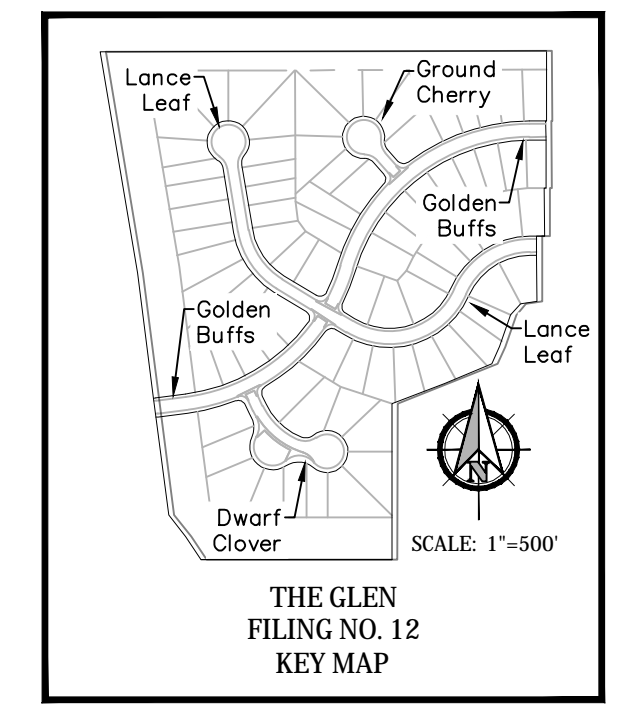 Lance
Leaf
Ground
Cherry
Golden
Buffs
Golden
Buffs
Lance
Leaf
Dwarf
Clover
N
SCALE: 1"=500'
THE GLEN
FILING NO. 12
KEY MAP